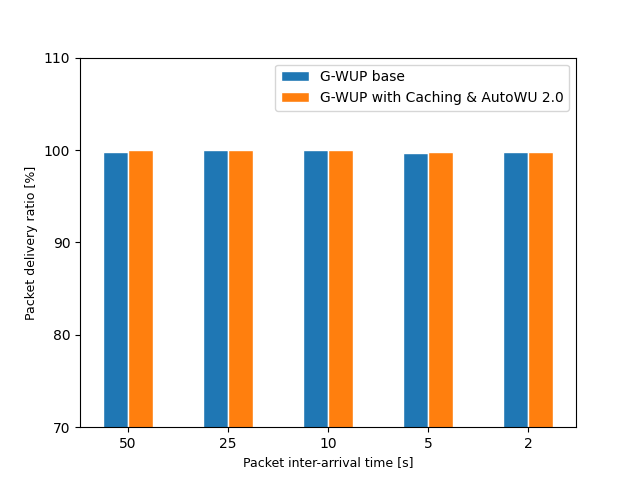 110
100
90
80
70
Packet delivery ratio [%]
G-WUP base
G-WUP with Caching & AutoWU 2.0
50 25 10 5 2
Packet inter-arrival time [s]